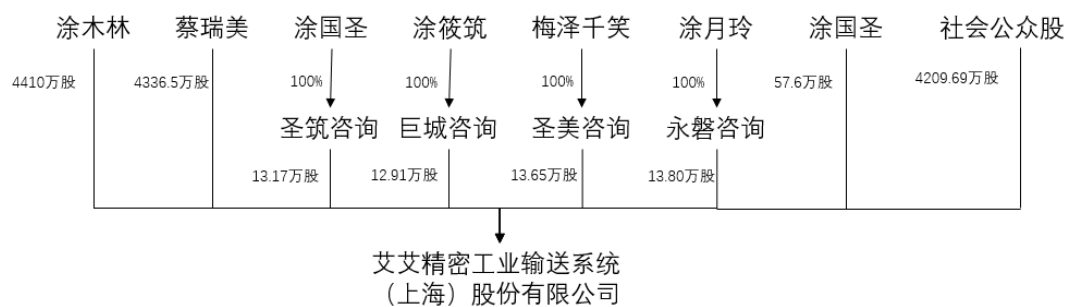 涂木林 蔡瑞美 涂国圣 涂筱筑 梅泽千笑 涂月玲 涂国圣 社会公众股
4410万股 4336.5万股 100% 100% 100% 100% 57.6万股 4209.69万股
圣筑咨询 巨城咨询 圣美咨询 永磐咨询
13.17万股 12.91万股 13.65万股 13.80万股
艾艾精密工业输送系统
（上海）股份有限公司